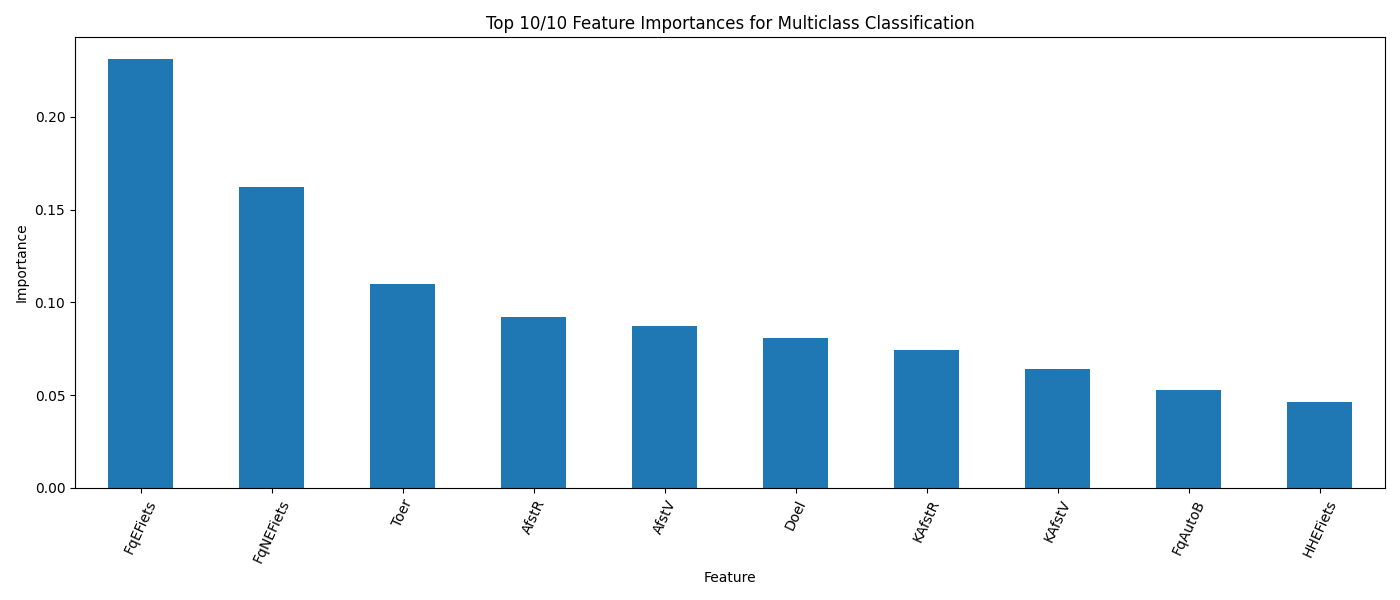 Top 10/10 Feature Importances for Multiclass Classification
Importance
0.20
0.15
0.10
0.05
0.00
FqEFiets
FqNEFiets
Toer
AfstR
AfstV
Doel
KAfstR
KAfstV
FqAutoB
HHEFiets
Feature